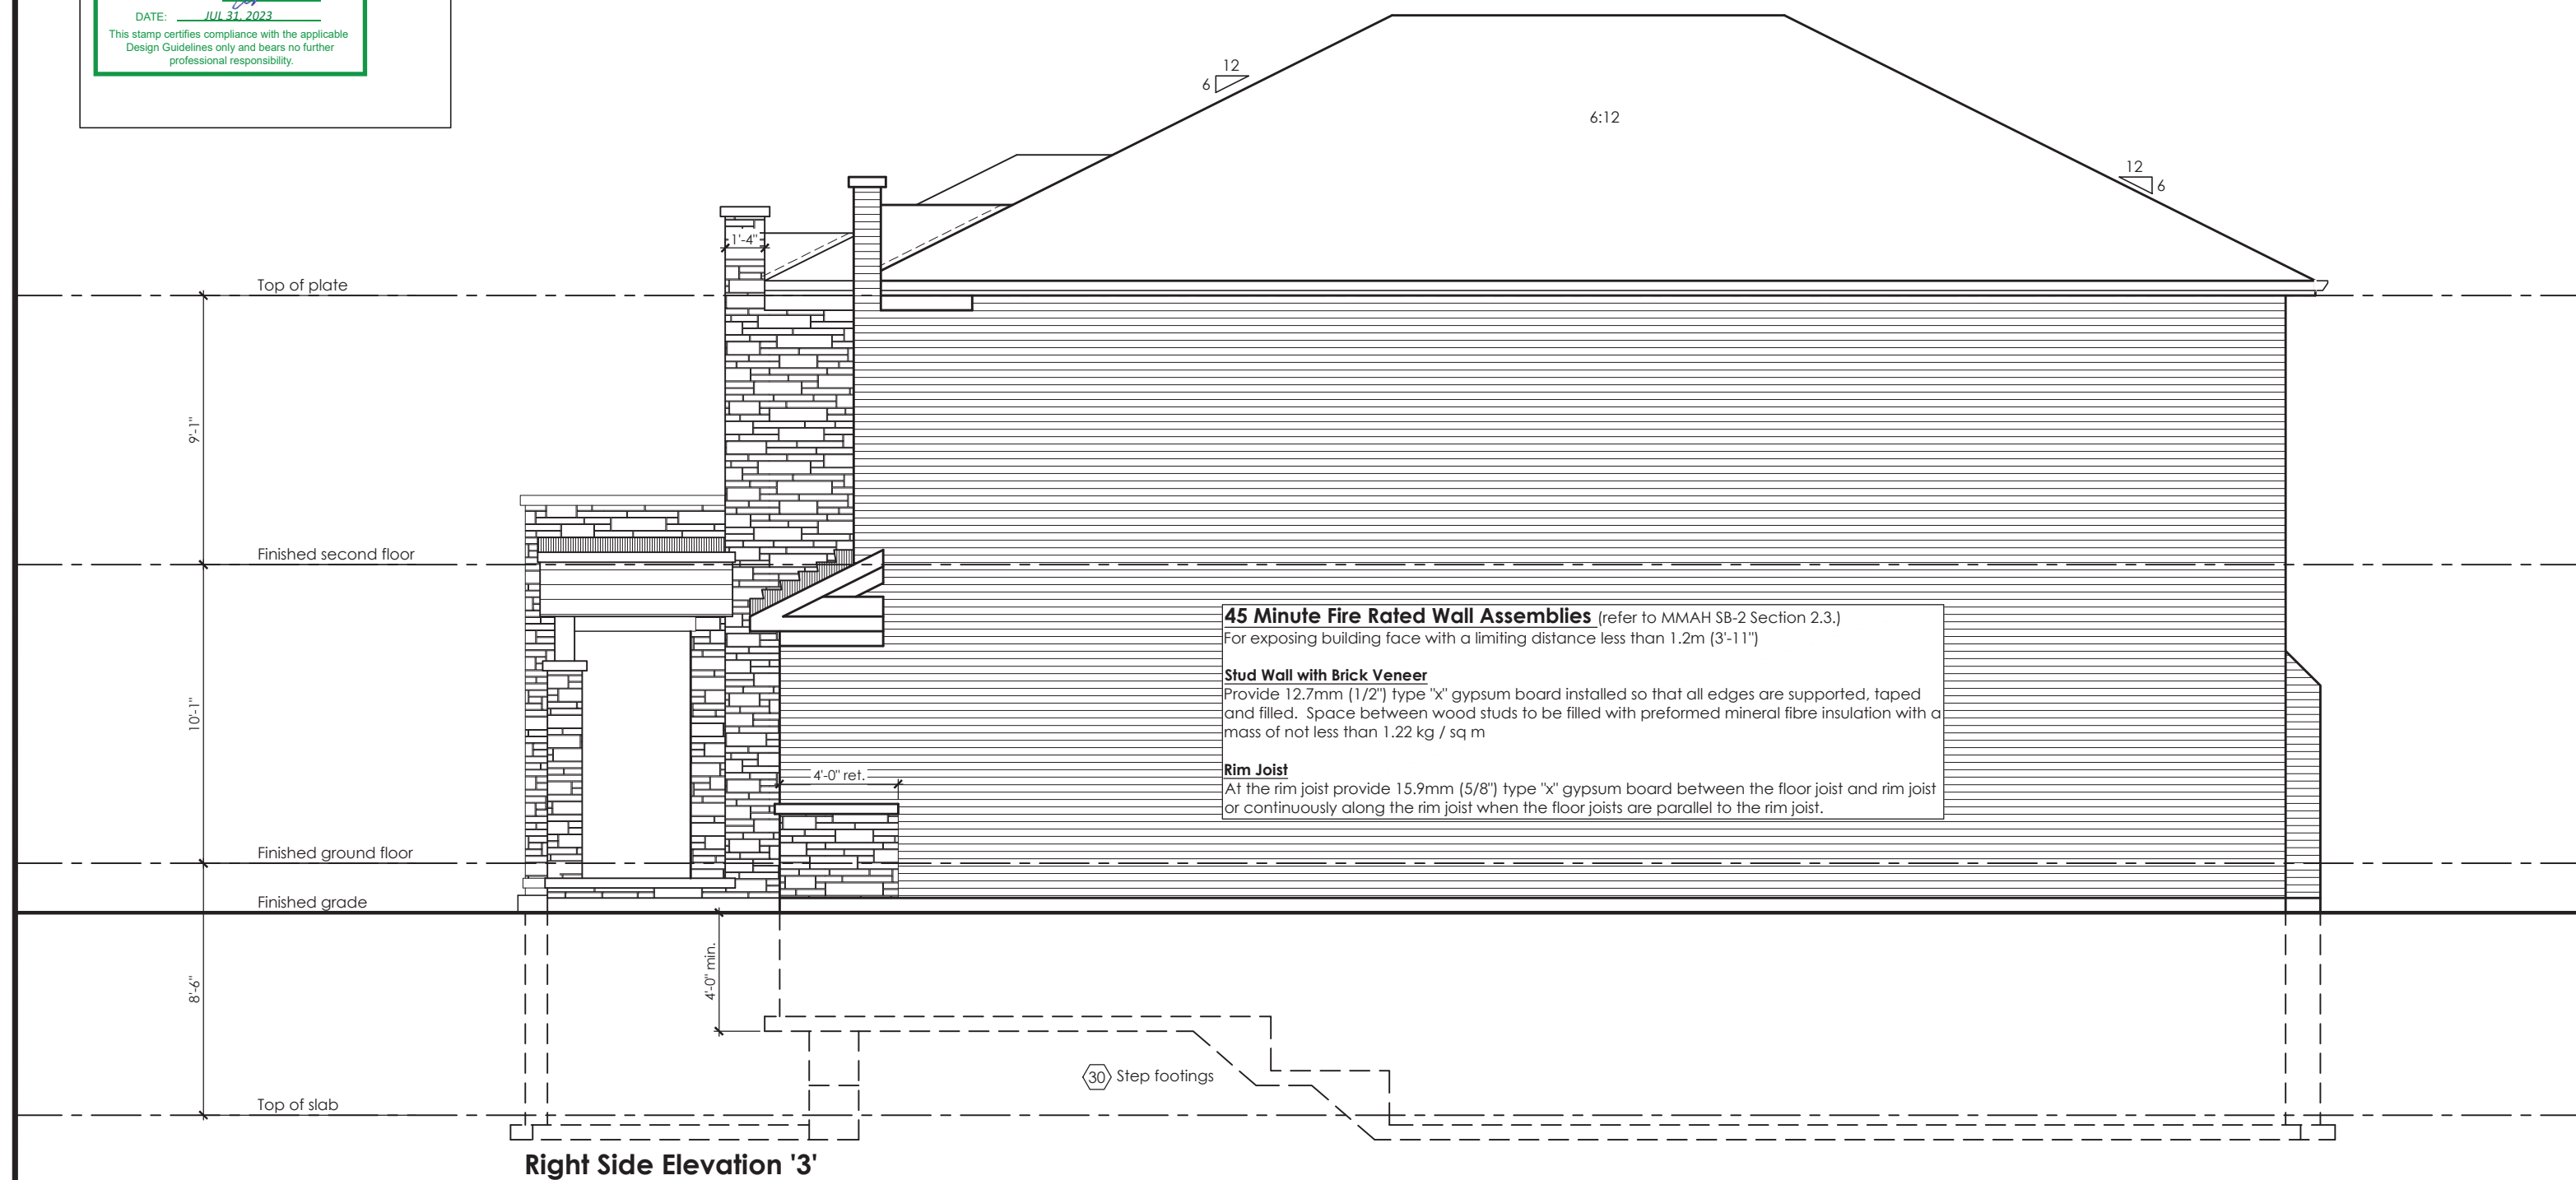 DATE: JUL 31, 2023
This stamp certifies compliance with the applicable
Design Guidelines only and bears no further
professional responsibility.
12
6
6:12
12
6
1'-4"
Top of plate
9'-1"
Finished second floor
45 Minute Fire Rated Wall Assemblies (refer to MMAH SB-2 Section 2.3.)
For exposing building face with a limiting distance less than 1.2m (3'-11")
Stud Wall with Brick Veneer
Provide 12.7mm (1/2") type "x" gypsum board installed so that all edges are supported, taped
and filled.  Space between wood studs to be filled with preformed mineral fibre insulation with a
mass of not less than 1.22 kg / sq m
Rim Joist
At the rim joist provide 15.9mm (5/8") type "x" gypsum board between the floor joist and rim joist
or continuously along the rim joist when the floor joists are parallel to the rim joist.
10'-1"
4'-0" ret.
Finished ground floor
Finished grade
8'-6"
4'-0" min.
30 Step footings
Top of slab
Right Side Elevation '3'